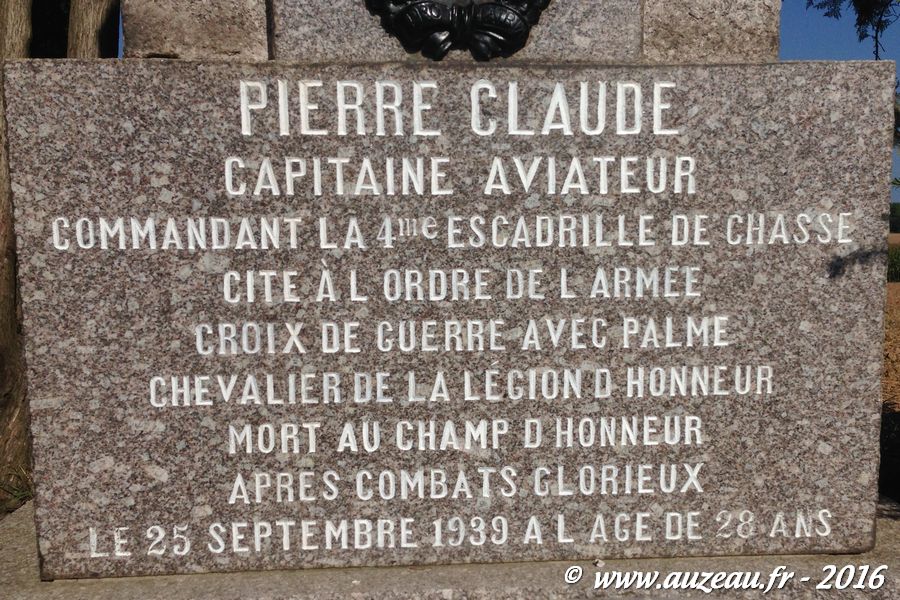 PIERRE CLAUDE
CAPITAINE AVIATEUR
COMMANDANT LA 4me ESCADRILLE DE CHASSE
CITE À L ORDRE DE L ARMEE
CROIX DE GUERRE AVEC PALME
CHEVALIER DE LA LÉGION D HONNEUR
MORT AU CHAMP D HONNEUR
APRES COMBATS GLORIEUX
LE 25 SEPTEMBRE 1939 A L AGE DE 28 ANS
© www.auzeau.fr - 2016